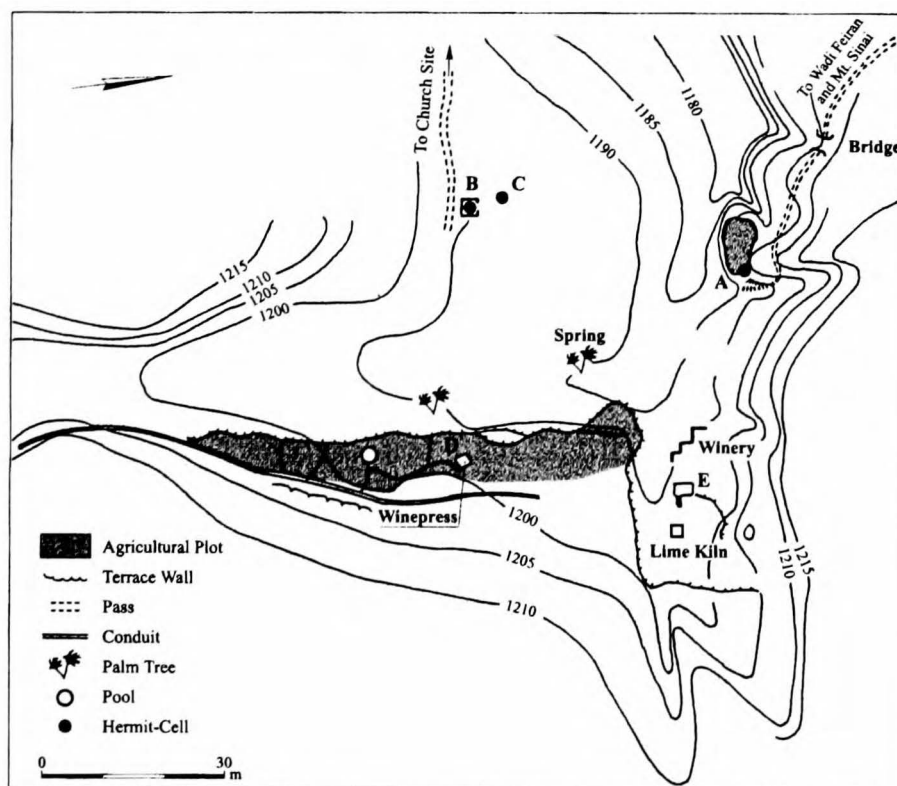 To Church Site
To Wadi Feiran
and Mt. Sinai
Bridge
1180
1185
1190
B
C
A
1215
1210
1205
1200
Spring
D
Winery
E
Winepress
1200
Lime Kiln
1205
1210
1215
1210
Agricultural Plot
Terrace Wall
Pass
Conduit
Palm Tree
Pool
Hermit-Cell
0
30
m